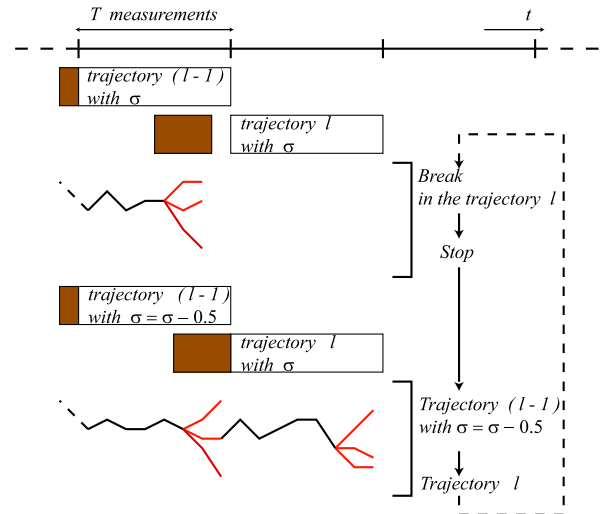 T measurements
t
trajectory (l - 1)
with σ
trajectory l
with σ
Break
in the trajectory l
Stop
trajectory (l - 1)
with σ = σ − 0.5
trajectory l
with σ
Trajectory (l - 1)
with σ = σ − 0.5
Trajectory l